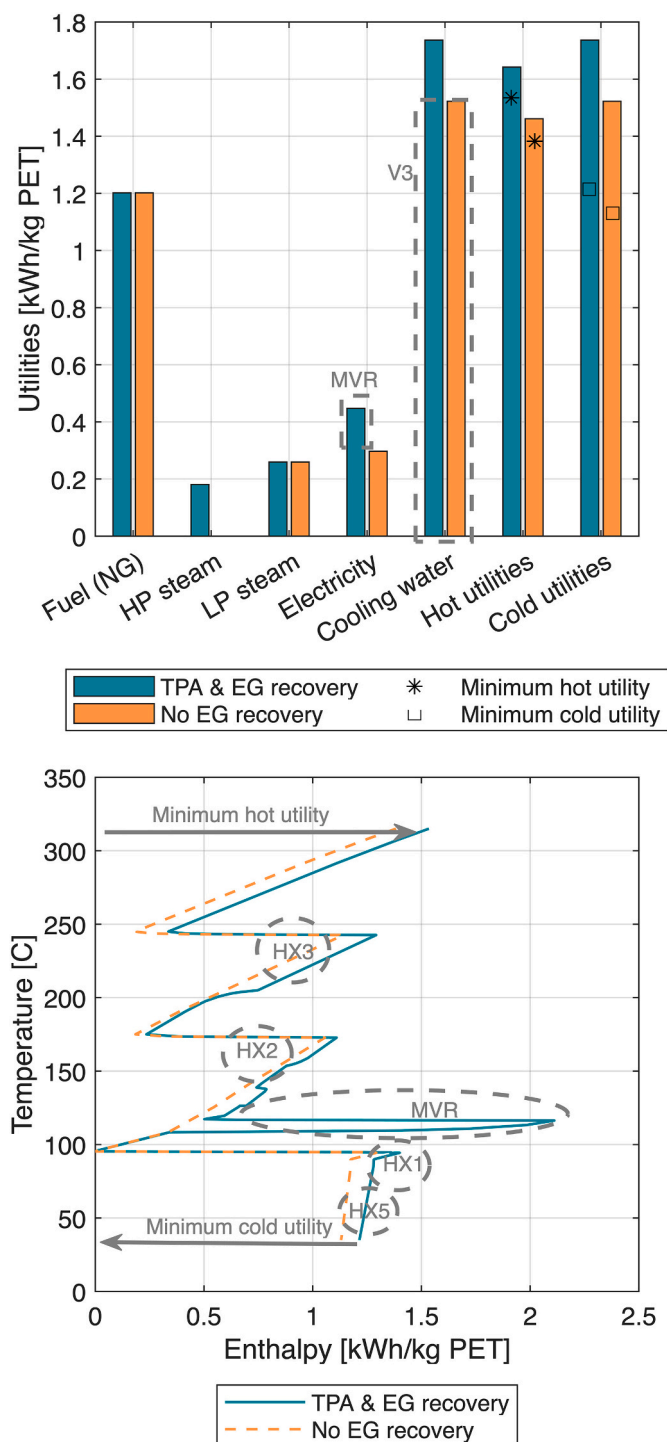 1.8
1.6
1.4
1.2
1
0.8
0.6
0.4
0.2
0
Utilities [kWh/kg PET]
V3
MVR
Fuel (NG)
HP steam
LP steam
Electricity
Cooling water
Hot utilities
Cold utilities
TPA & EG recovery
Minimum hot utility
No EG recovery
Minimum cold utility
350
300
250
200
150
100
50
0
Temperature [C]
Minimum hot utility
HX3
HX2
MVR
HX1
HX5
Minimum cold utility
0 0.5 1 1.5 2 2.5
Enthalpy [kWh/kg PET]
TPA & EG recovery
No EG recovery